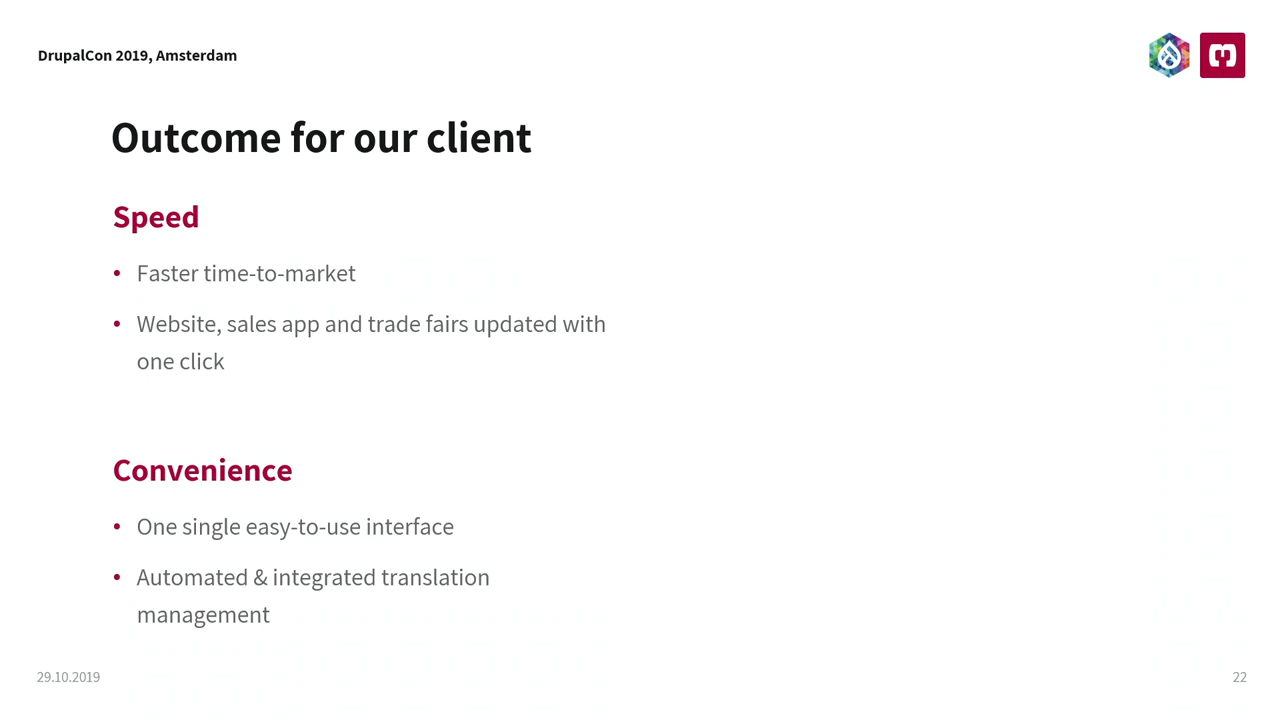 DrupalCon 2019, Amsterdam
Outcome for our client
Speed
• Faster time-to-market
• Website, sales app and trade fairs updated with
one click
Convenience
• One single easy-to-use interface
• Automated & integrated translation
management
29.10.2019
22